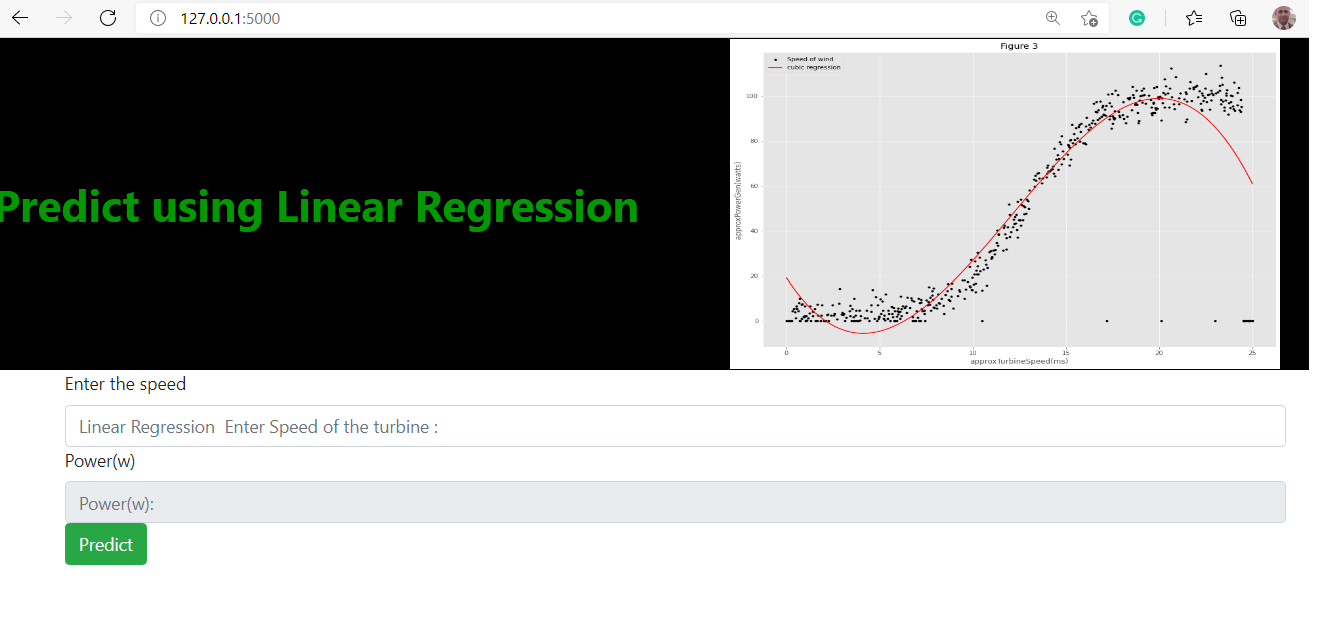 127.0.0.1:5000
G
Predict using Linear Regression
Figure 3
Speed of wind
cubic regression
100
80
60
40
20
0
approxPowerGen(watts)
0 5 10 15 20 25
approxTurbineSpeed(ms)
Enter the speed
Linear Regression Enter Speed of the turbine :
Power(w)
Power(w):
Predict